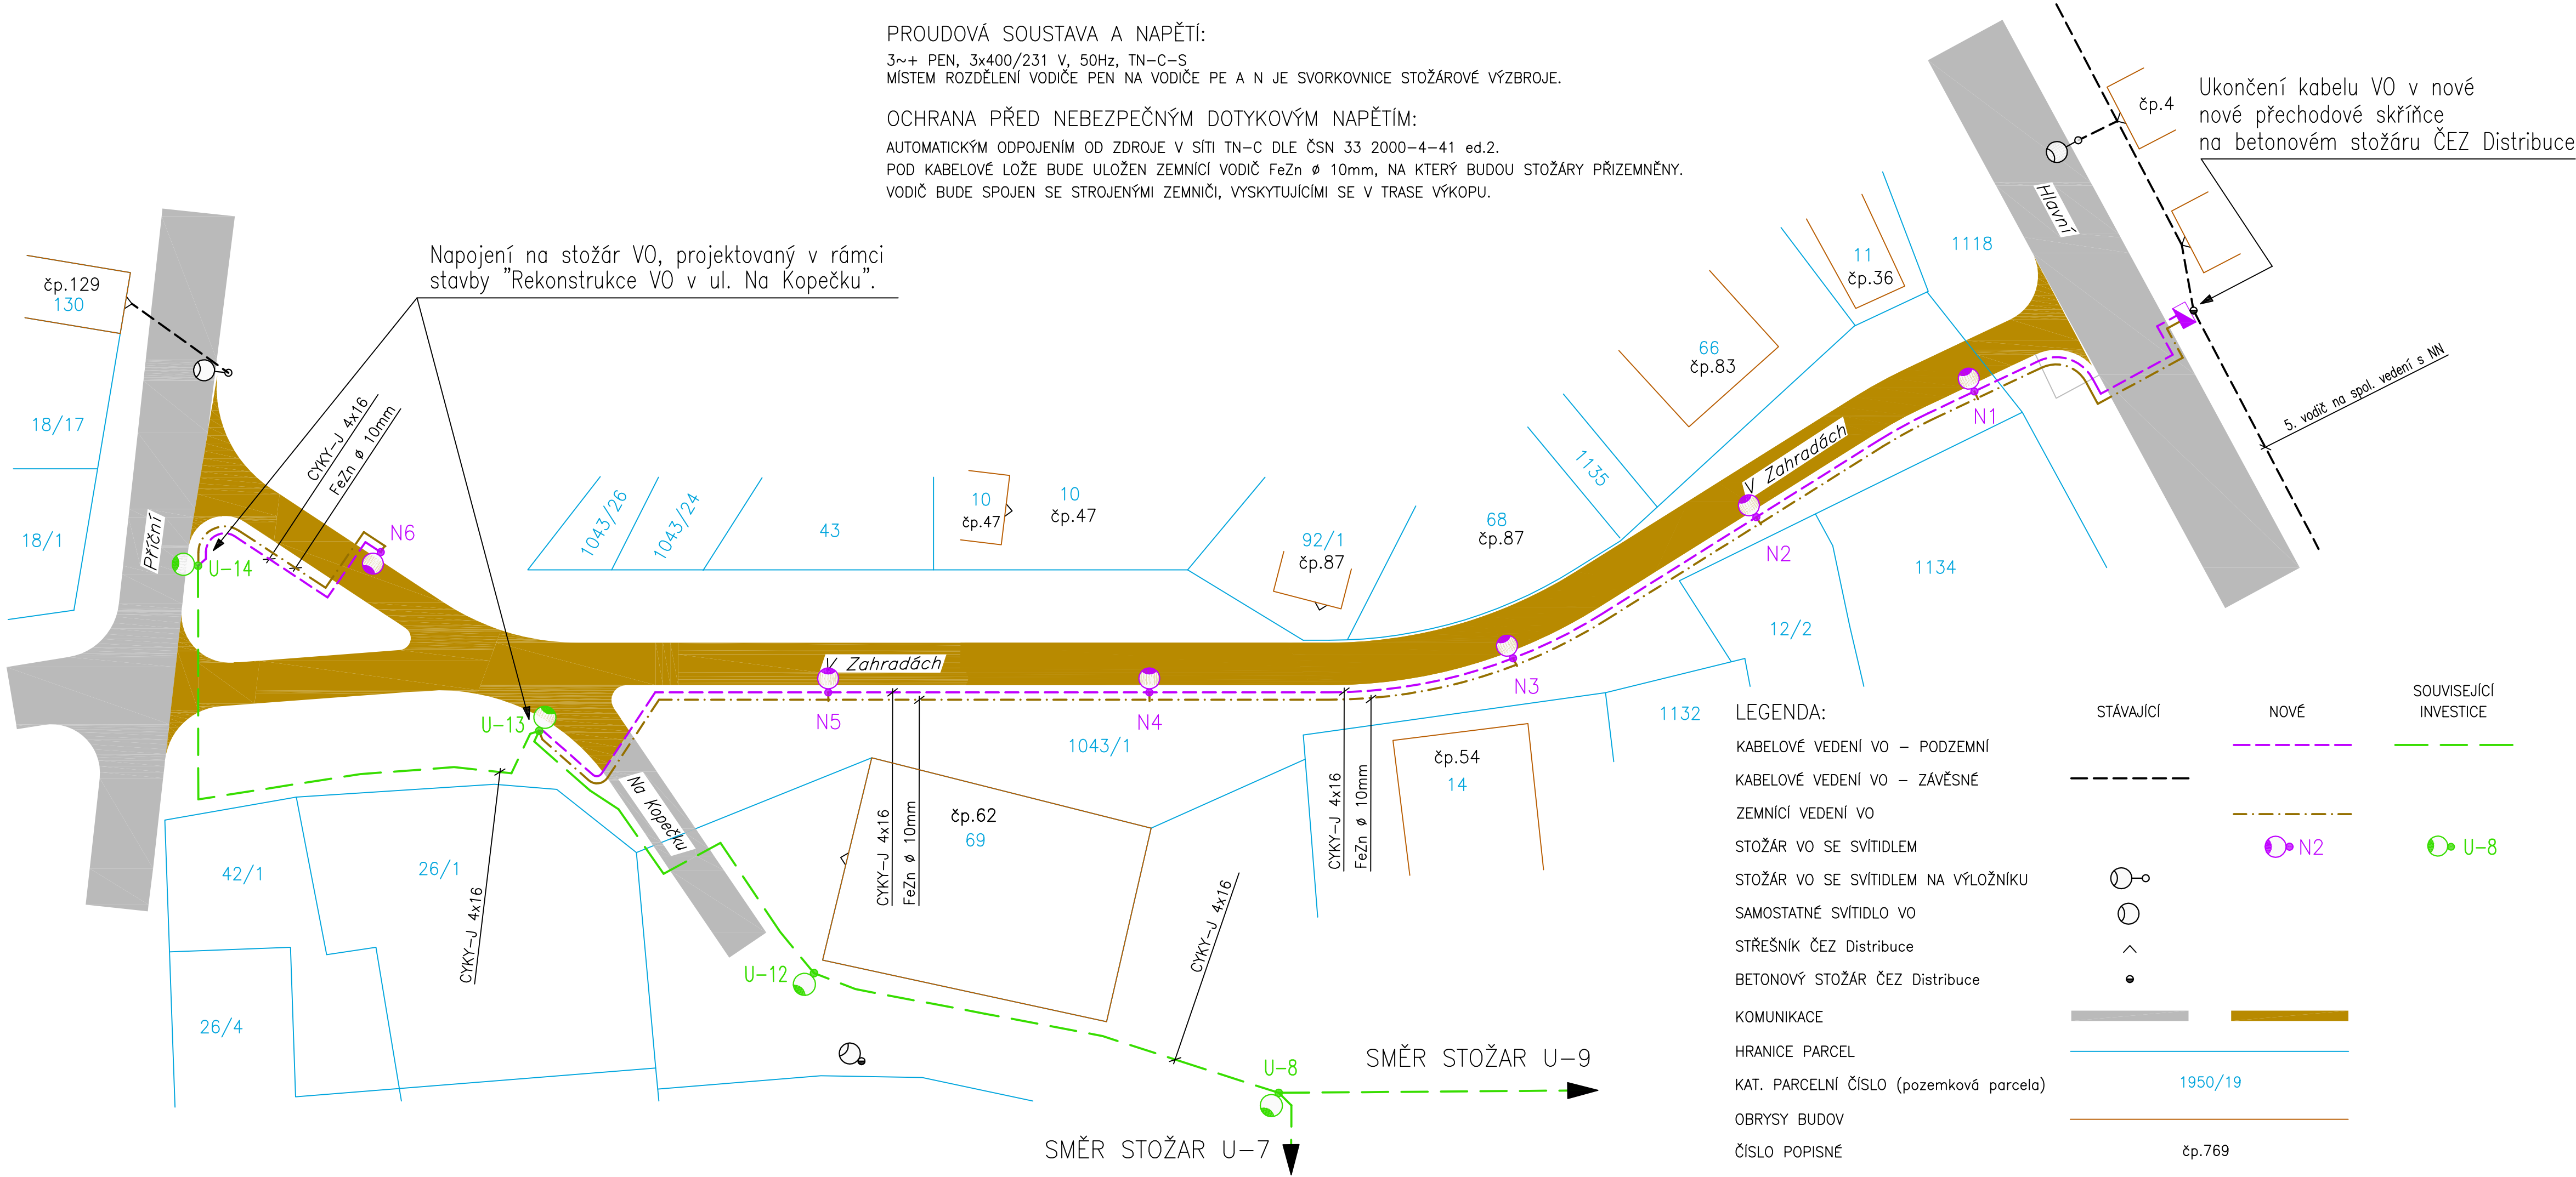 PROUDOVÁ SOUSTAVA A NAPĚTÍ:
3~+ PEN, 3x400/231 V, 50Hz, TN-C-S
MÍSTEM ROZDĚLENÍ VODIČE PEN NA VODIČE PE A N JE SVORKOVNICE STOŽÁROVÉ VÝZBROJE.
OCHRANA PŘED NEBEZPEČNÝM DOTYKOVÝM NAPĚTÍM:
AUTOMATICKÝM ODPOJENÍM OD ZDROJE V SÍTI TN-C DLE ČSN 33 2000-4-41 ed.2.
POD KABELOVÉ LOŽE BUDE ULOŽEN ZEMNÍCÍ VODIČ FeZn ø 10mm, NA KTERÝ BUDOU STOŽÁRY PŘIZEMNĚNY.
VODIČ BUDE SPOJEN SE STROJENÝMI ZEMNIČI, VYSKYTUJÍCÍMI SE V TRASE VÝKOPU.
Ukončení kabelu VO v nové
nové přechodové skříňce
na betonovém stožáru ČEZ Distribuce
čp.4
Hlavní
5. vodič na spol. vedení s NN
Napojení na stožár VO, projektovaný v rámci
stavby "Rekonstrukce VO v ul. Na Kopečku".
čp.129
130
18/17
18/1
Příční
CYKY-J 4x16
FeZn ø 10mm
N6
U-14
1043/26
1043/24
43
10
čp.47
10
čp.47
92/1
čp.87
68
čp.87
1135
66
čp.83
11
čp.36
1118
N1
V Zahradách
N2
1134
12/2
N3
1132
V Zahradách
N5
N4
U-13
1043/1
Na Kopečku
čp.62
69
CYKY-J 4x16
FeZn ø 10mm
CYKY-J 4x16
FeZn ø 10mm
čp.54
14
42/1
26/1
CYKY-J 4x16
26/4
U-12
CYKY-J 4x16
U-8
SMĚR STOŽAR U-9
SMĚR STOŽAR U-7
LEGENDA:
STÁVAJÍCÍ
NOVÉ
SOUVISEJÍCÍ
INVESTICE
KABELOVÉ VEDENÍ VO - PODZEMNÍ
KABELOVÉ VEDENÍ VO - ZÁVĚSNÉ
ZEMNÍCÍ VEDENÍ VO
STOŽÁR VO SE SVÍTIDLEM
N2
U-8
STOŽÁR VO SE SVÍTIDLEM NA VÝLOŽNÍKU
SAMOSTATNÉ SVÍTIDLO VO
STŘEŠNÍK ČEZ Distribuce
BETONOVÝ STOŽÁR ČEZ Distribuce
KOMUNIKACE
HRANICE PARCEL
KAT. PARCELNÍ ČÍSLO (pozemková parcela)
1950/19
OBRYSY BUDOV
ČÍSLO POPISNÉ
čp.769